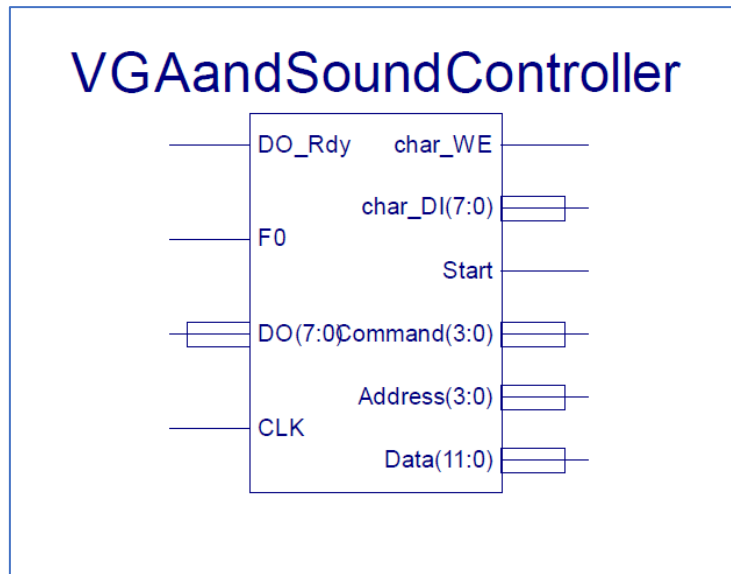 VGAandSoundController
DO_Rdy char_WE
char_DI(7:0)
F0
Start
DO(7:0) Command(3:0)
Address(3:0)
CLK
Data(11:0)